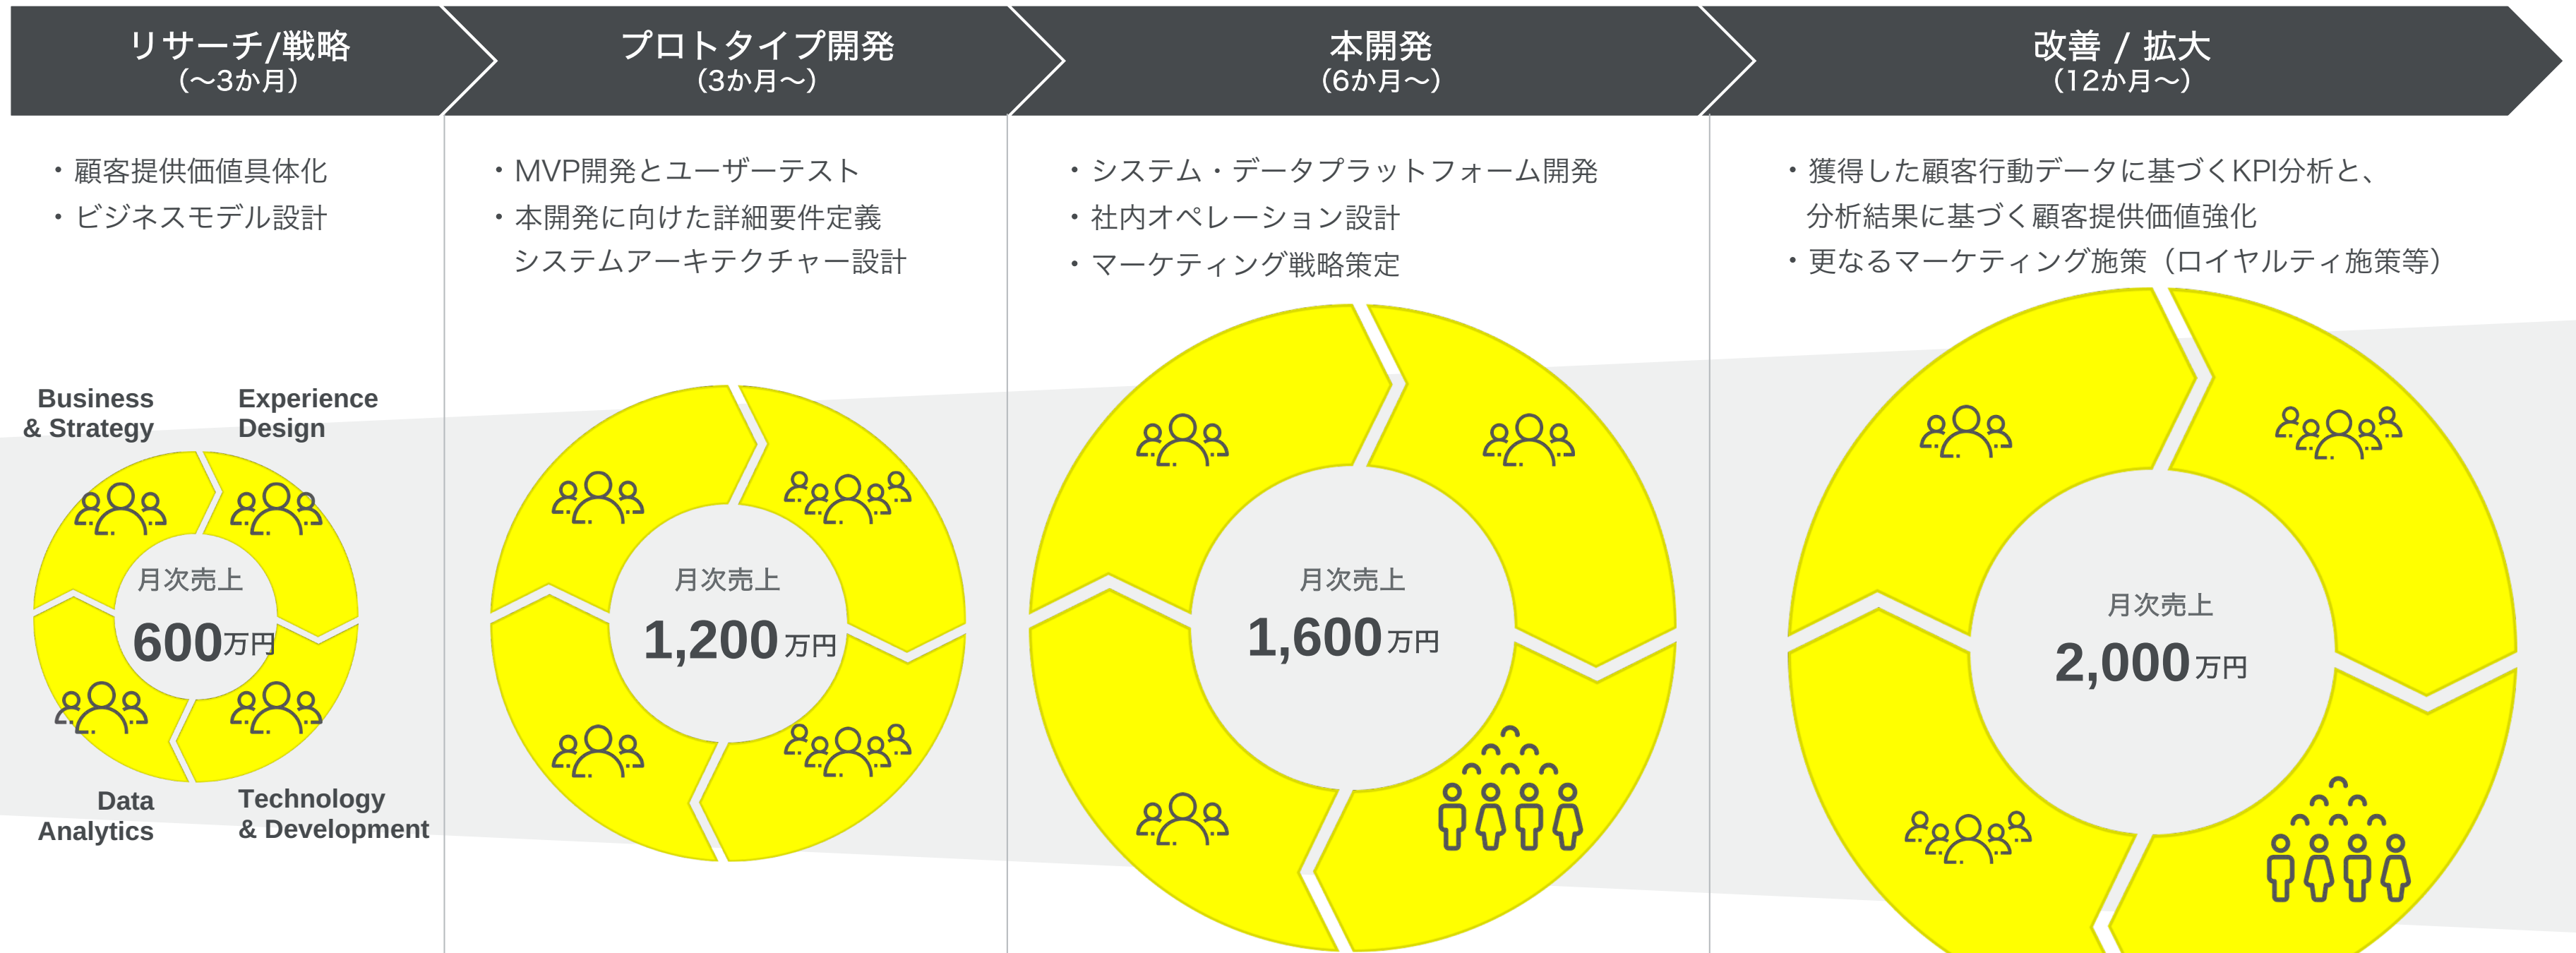 リサーチ/戦略
（～3か月）
プロトタイプ開発
（3か月～）
本開発
（6か月～）
改善 / 拡大
（12か月～）
・顧客提供価値具体化
・ビジネスモデル設計
・MVP開発とユーザーテスト
・本開発に向けた詳細要件定義
システムアーキテクチャー設計
・システム・データプラットフォーム開発
・社内オペレーション設計
・マーケティング戦略策定
・獲得した顧客行動データに基づくKPI分析と、
分析結果に基づく顧客提供価値強化
・更なるマーケティング施策（ロイヤルティ施策等）
Business
& Strategy
Experience
Design
月次売上
600万円
Data
Analytics
Technology
& Development
月次売上
1,200万円
月次売上
1,600万円
月次売上
2,000万円